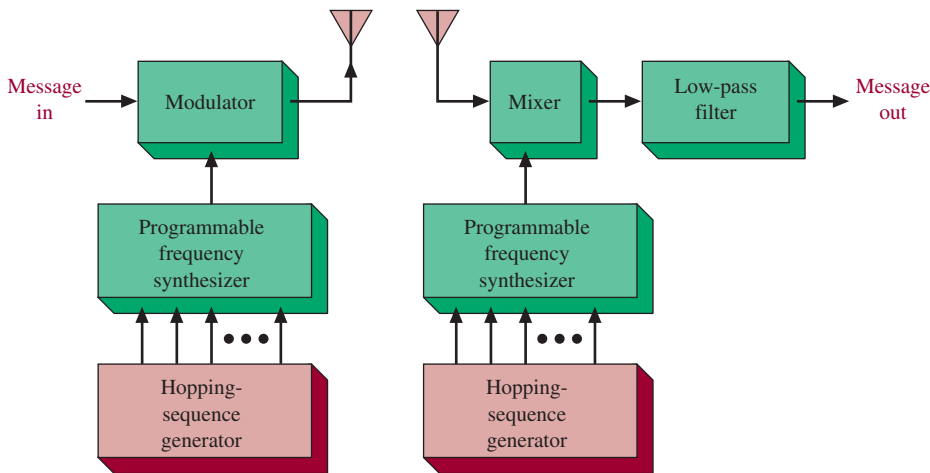 Message
in
Modulator
Mixer
Low-pass
filter
Message
out
Programmable
frequency
synthesizer
Programmable
frequency
synthesizer
Hopping-
sequence
generator
Hopping-
sequence
generator